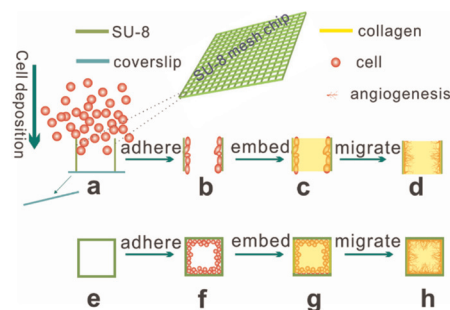 SU-8
coverslip
SU-8 mesh chip
collagen
cell
angiogenesis
Cell deposition
adhere embed migrate
a b c d
adhere embed migrate
e f g h